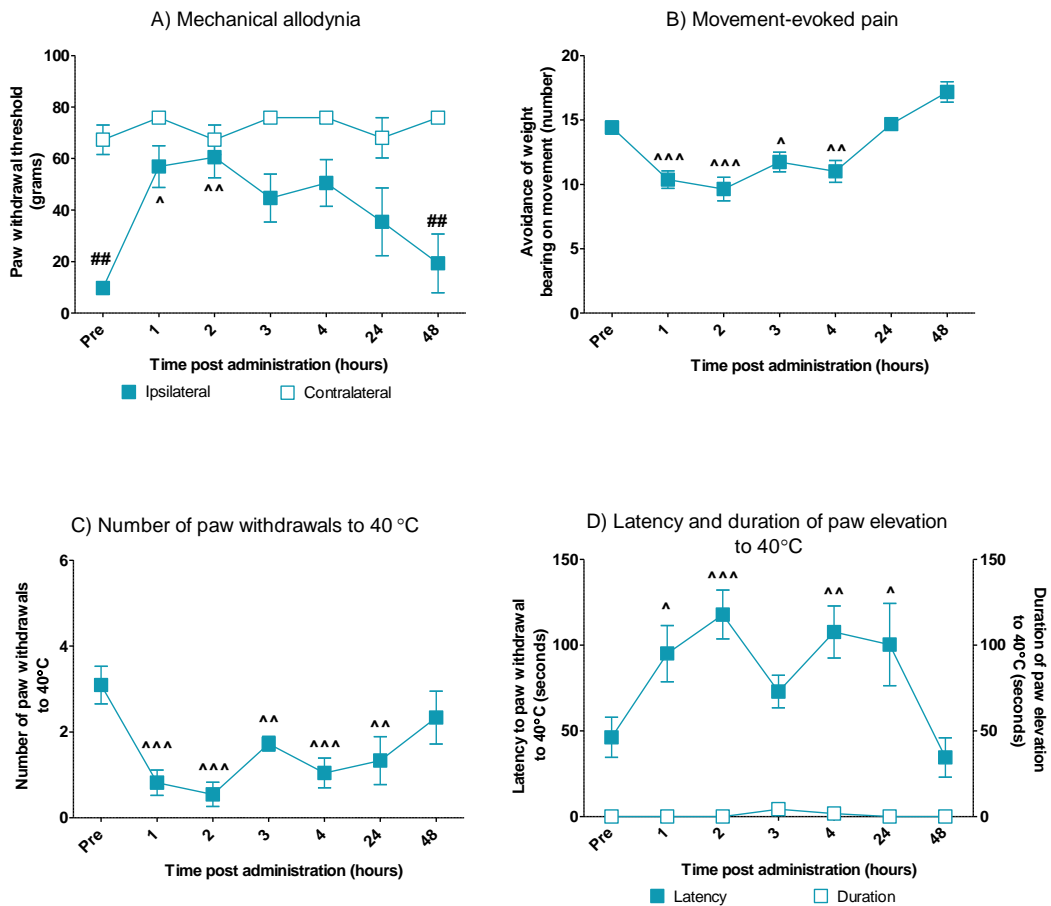 A) Mechanical allodynia
Paw withdrawal threshold
(grams)
100
80
60
40
20
0
##
^
^^
##
Pre
1
2
3
4
24
48
Time post administration (hours)
Ipsilateral
Contralateral
B) Movement-evoked pain
Avoidance of weight
bearing on movement (number)
20
15
10
5
0
^^^
^^^
^
^^
Pre
1
2
3
4
24
48
Time post administration (hours)
C) Number of paw withdrawals to 40 °C
Number of paw withdrawals
to 40°C
6
4
2
0
^^^
^^^
^^
^^^
^^
Pre
1
2
3
4
24
48
Time post administration (hours)
D) Latency and duration of paw elevation
to 40°C
Latency to paw withdrawal
to 40°C (seconds)
150
100
50
0
^
^^^
^^
^
150
100
50
0
Duration of paw elevation
to 40°C (seconds)
Pre
1
2
3
4
24
48
Time post administration (hours)
Latency
Duration